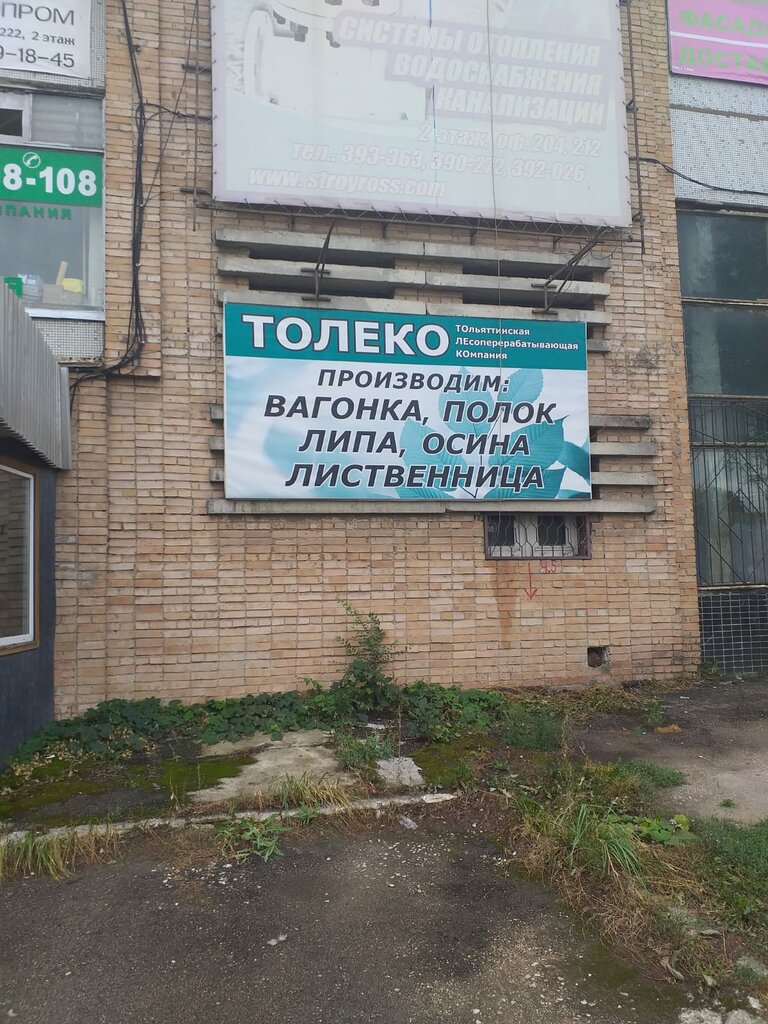 ПРОМ
222, 2 этаж
9-18-45
8-108
ПАНИЯ
СИСТЕМЫ ОТОПЛЕНИЯ
ВОДОСНАБЖЕНИЯ
КАНАЛИЗАЦИИ
2 этаж, оф. 204, 212
тел.: 393-363, 390-272, 392-026
www.stroyross.com
ФАСАД
ДОСТАВ
ТОЛЕКО
ТОльяттинская
ЛЕсоперерабатывающая
КОмпания
ПРОИЗВОДИМ:
ВАГОНКА, ПОЛОК
ЛИПА, ОСИНА
ЛИСТВЕННИЦА